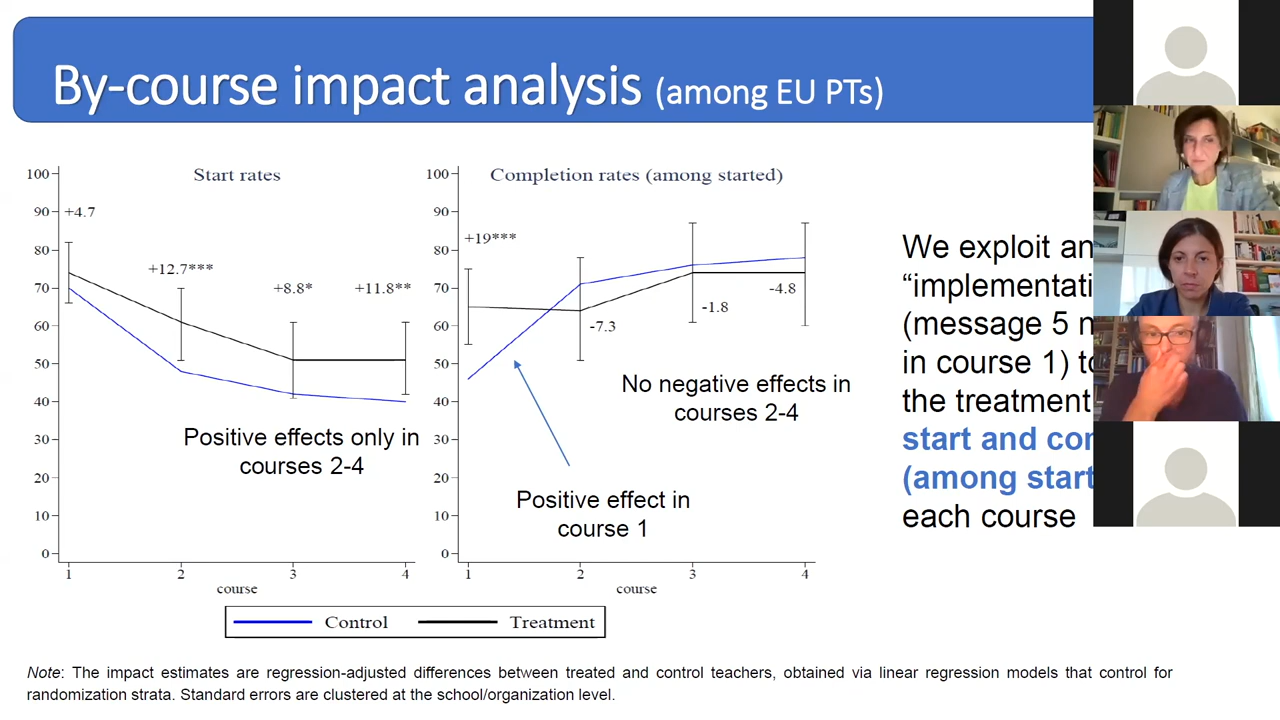 By-course impact analysis (among EU PTs)
Start rates
100
90
80
70
60
50
40
30
20
10
0
+4.7
+12.7***
+8.8*
+11.8**
Positive effects only in
courses 2-4
1 2 3 4
course
Completion rates (among started)
100
90
80
70
60
50
40
30
20
10
0
+19***
-7.3
-1.8
-4.8
No negative effects in
courses 2-4
Positive effect in
course 1
1 2 3 4
course
Control Treatment
We exploit an
(message 5
in course 1)
the treatment
start and
(among
each course
Note: The impact estimates are regression-adjusted differences between treated and control teachers, obtained via linear regression models that control for
randomization strata. Standard errors are clustered at the school/organization level.